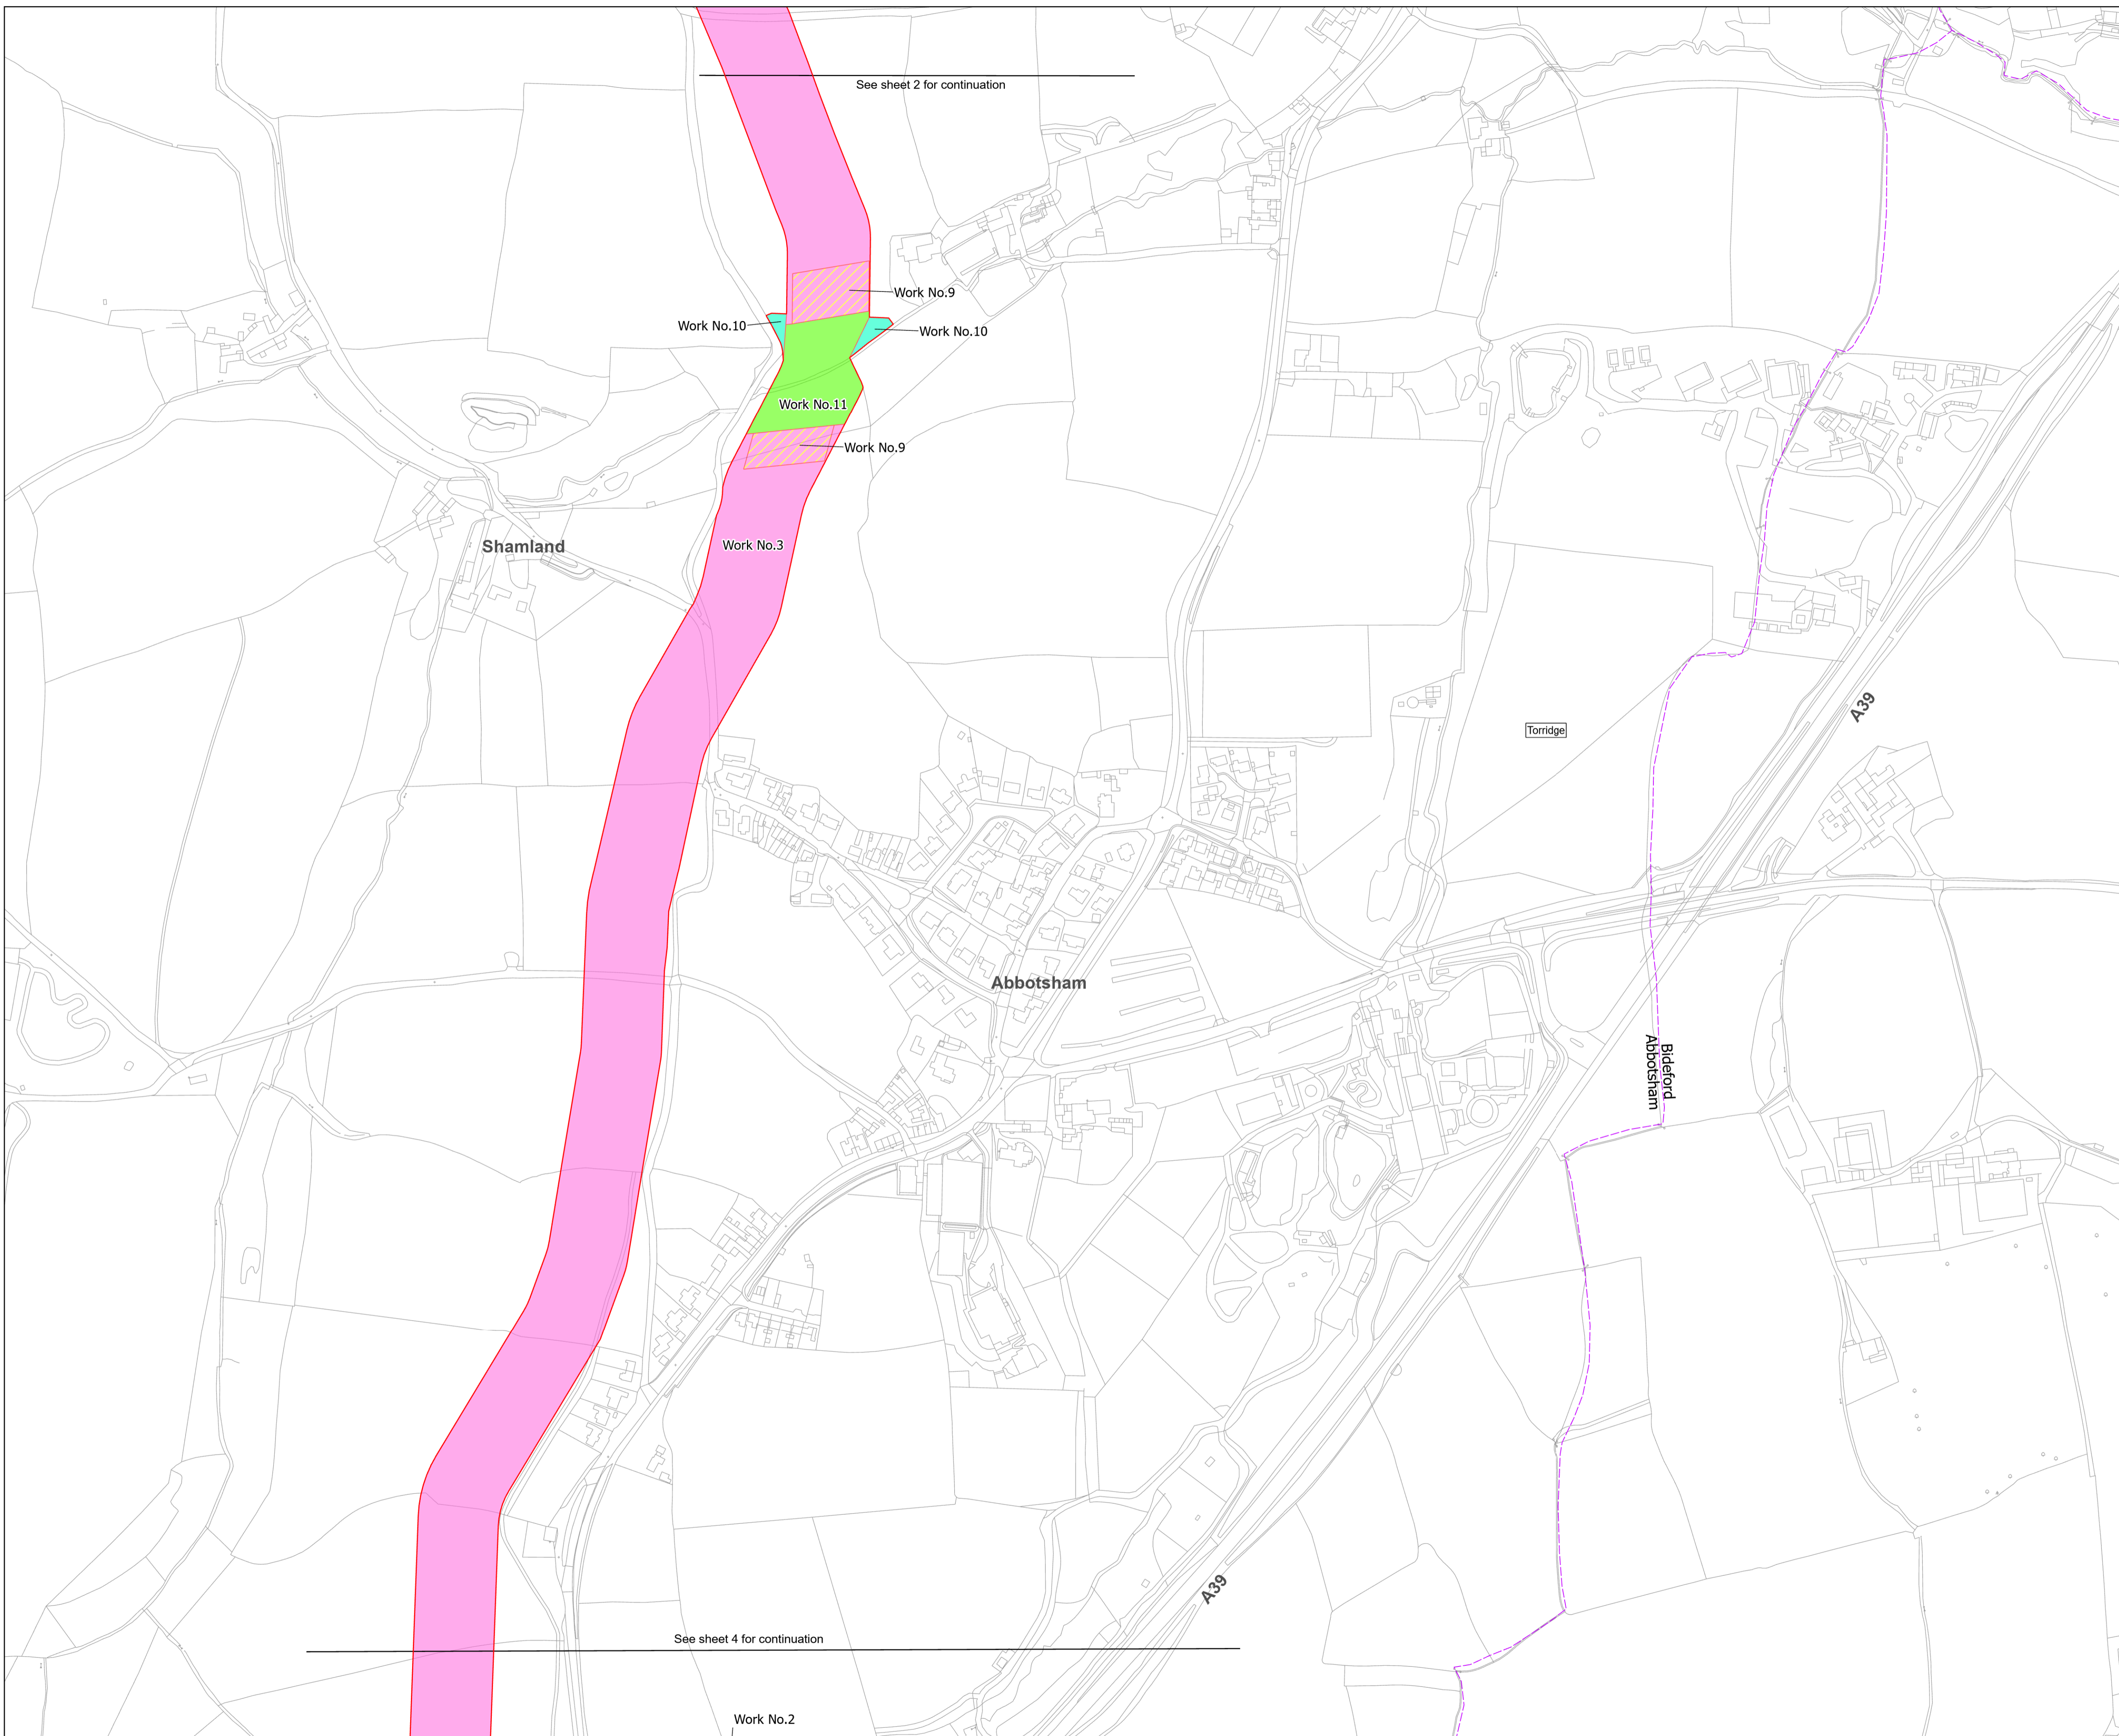 See sheet 2 for continuation
Work No.9
Work No.10
Work No.10
Work No.11
Work No.9
Work No.3
Shamland
A39
Torridge
Abbotsham
Bideford
Abbotsham
A39
See sheet 4 for continuation
Work No.2